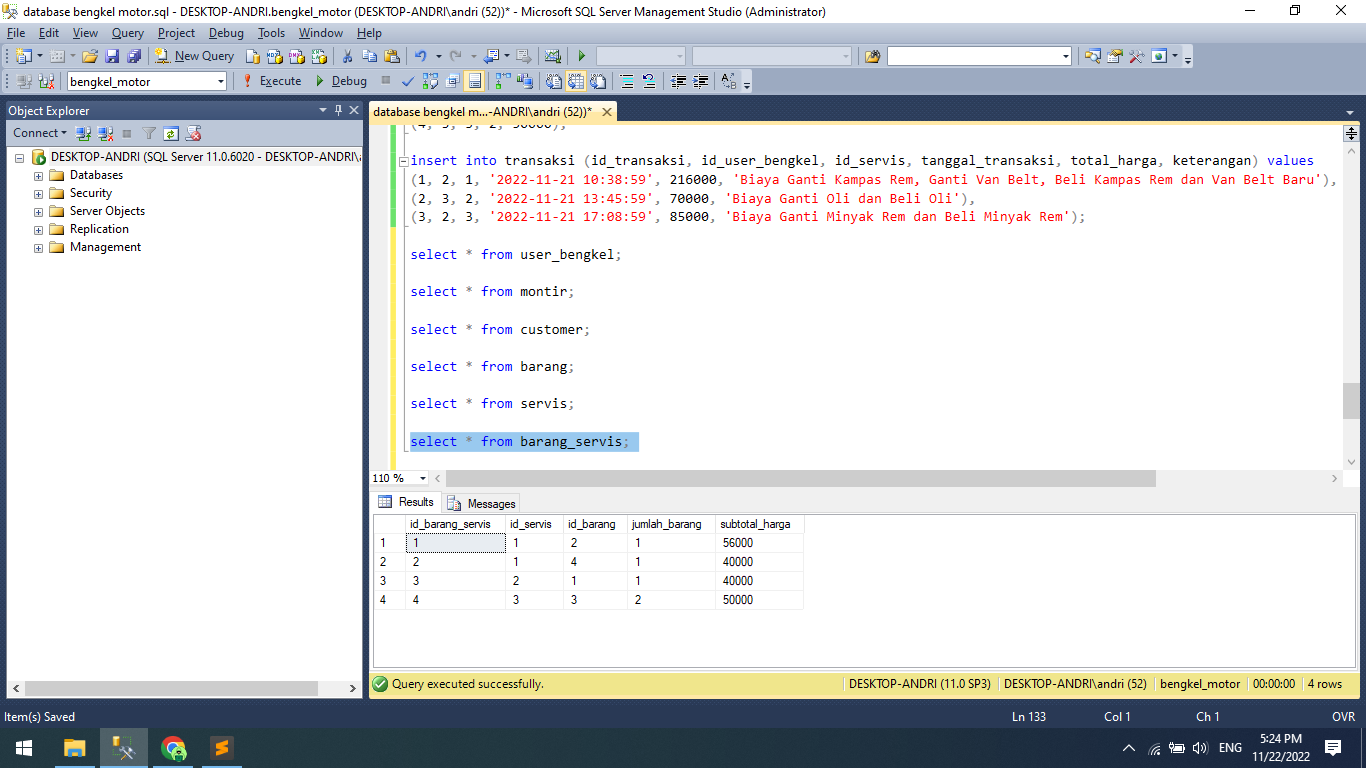 database bengkel motor.sql - DESKTOP-ANDRI.bengkel_motor (DESKTOP-ANDRI\andri (52))* - Microsoft SQL Server Management Studio (Administrator)
File Edit View Query Project Debug Tools Window Help
New Query
bengkel_motor Execute Debug
Object Explorer
Connect
DESKTOP-ANDRI (SQL Server 11.0.6020 - DESKTOP-ANDRI\
Databases
Security
Server Objects
Replication
Management
database bengkel m...-ANDRI\andri (52))*
insert into transaksi (id_transaksi, id_user_bengkel, id_servis, tanggal_transaksi, total_harga, keterangan) values
(1, 2, 1, '2022-11-21 10:38:59', 216000, 'Biaya Ganti Kampas Rem, Ganti Van Belt, Beli Kampas Rem dan Van Belt Baru'),
(2, 3, 2, '2022-11-21 13:45:59', 70000, 'Biaya Ganti Oli dan Beli Oli'),
(3, 2, 3, '2022-11-21 17:08:59', 85000, 'Biaya Ganti Minyak Rem dan Beli Minyak Rem');
select * from user_bengkel;
select * from montir;
select * from customer;
select * from barang;
select * from servis;
select * from barang_servis;
110 %
Results Messages
id_barang_servis id_servis id_barang jumlah_barang subtotal_harga
1 1 1 2 1 56000
2 2 1 4 1 40000
3 3 2 1 1 40000
4 4 3 3 2 50000
Query executed successfully. DESKTOP-ANDRI (11.0 SP3) DESKTOP-ANDRI\andri (52) bengkel_motor 00:00:00 4 rows
Item(s) Saved Ln 133 Col 1 Ch 1 OVR
ENG 5:24 PM
11/22/2022